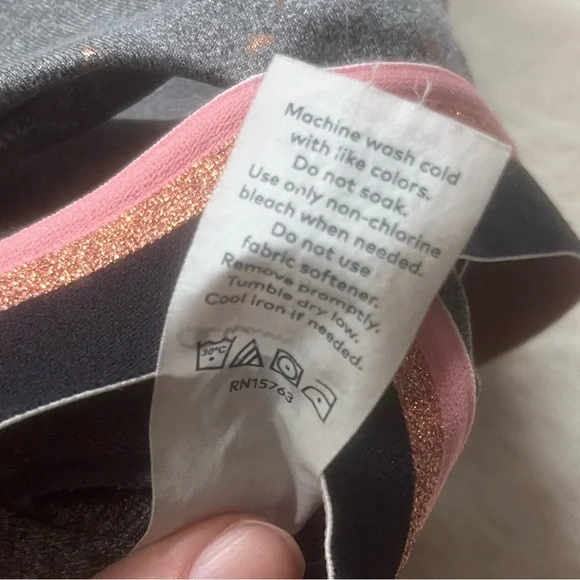 Machine wash cold
with like colors.
Do not soak.
Use only non-chlorine
bleach when needed.
Do not use
fabric softener.
Remove promptly.
Tumble dry low.
Cool iron if needed.
30°C
RN15763